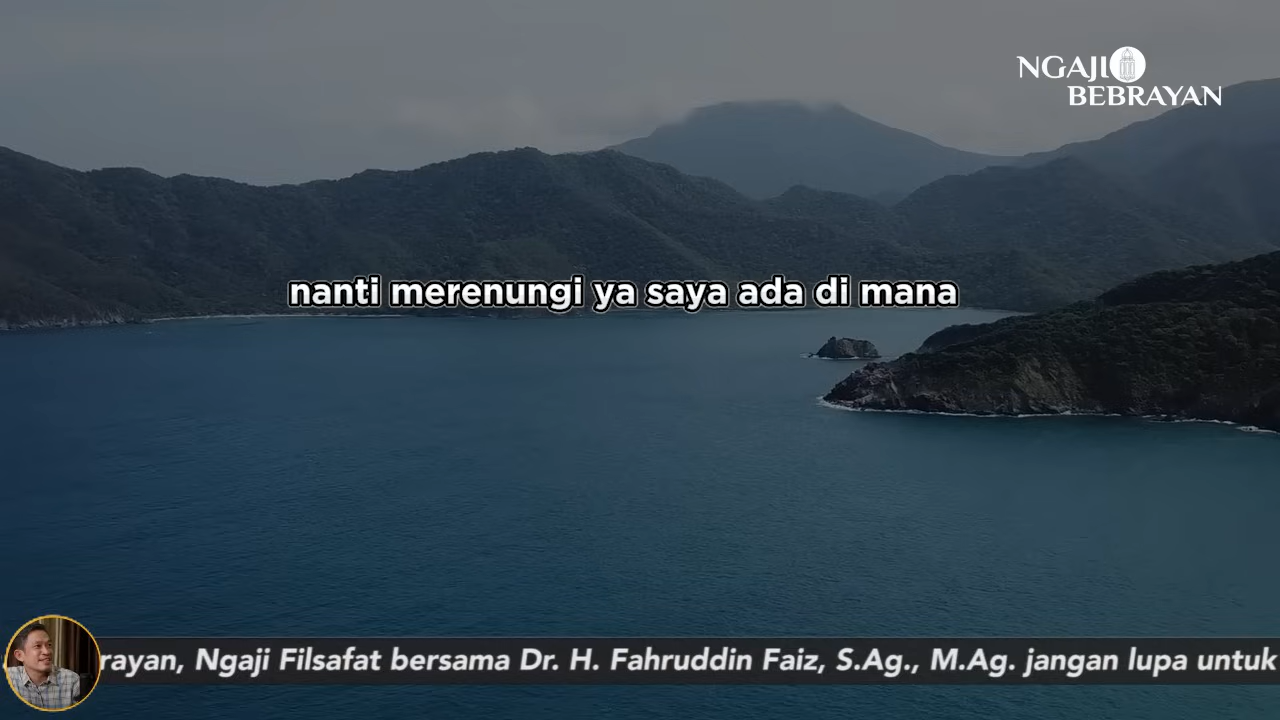 NGAJI
BEBRAYAN
nanti merenungi ya saya ada di mana
rayan, Ngaji Filsafat bersama Dr. H. Fahruddin Faiz, S.Ag., M.Ag. jangan lupa untuk